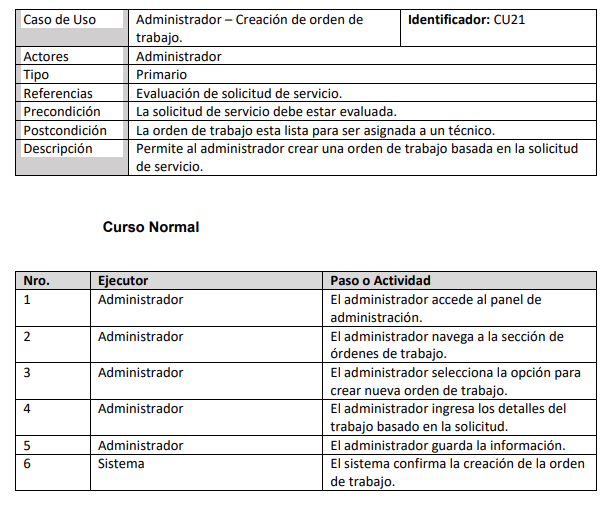 Caso de Uso Administrador – Creación de orden de trabajo. Identificador: CU21
Actores Administrador
Tipo Primario
Referencias Evaluación de solicitud de servicio.
Precondición La solicitud de servicio debe estar evaluada.
Postcondición La orden de trabajo esta lista para ser asignada a un técnico.
Descripción Permite al administrador crear una orden de trabajo basada en la solicitud
de servicio.
Curso Normal
Nro. Ejecutor Paso o Actividad
1 Administrador El administrador accede al panel de
administración.
2 Administrador El administrador navega a la sección de
órdenes de trabajo.
3 Administrador El administrador selecciona la opción para
crear nueva orden de trabajo.
4 Administrador El administrador ingresa los detalles del
trabajo basado en la solicitud.
5 Administrador El administrador guarda la información.
6 Sistema El sistema confirma la creación de la orden
de trabajo.